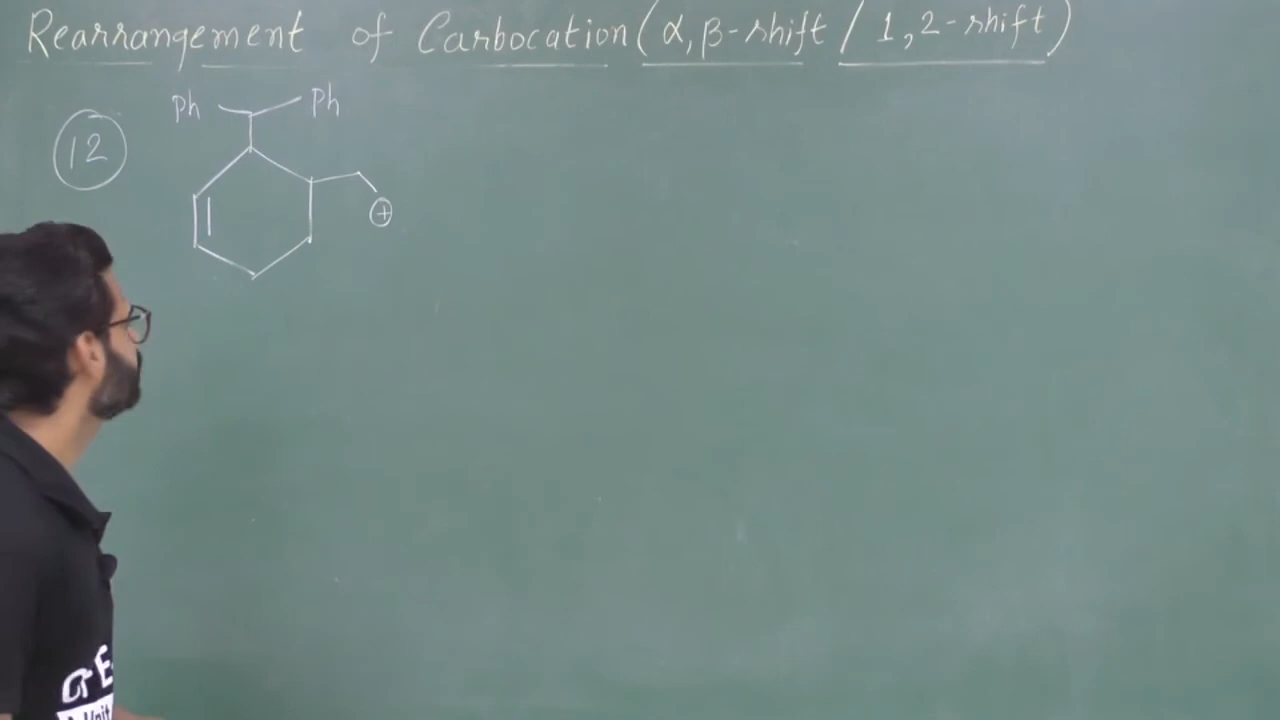 Rearrangement of Carbocation (α,β-shift / 1,2-shift)
12
Ph Ph
+